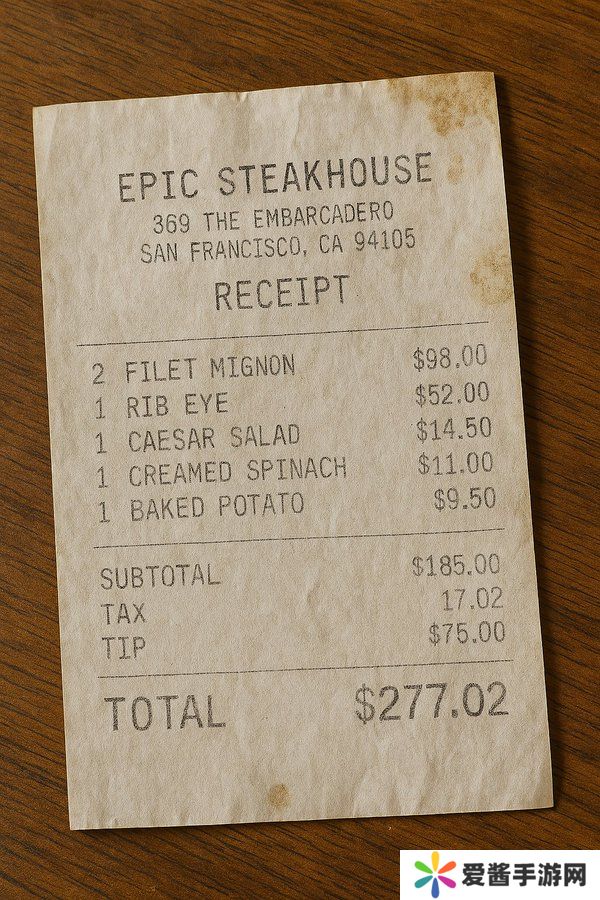 EPIC STEAKHOUSE
369 THE EMBARCADERO
SAN FRANCISCO, CA 94105
RECEIPT
2 FILET MIGNON $98.00
1 RIB EYE $52.00
1 CAESAR SALAD $14.50
1 CREAMED SPINACH $11.00
1 BAKED POTATO $9.50
SUBTOTAL $185.00
TAX 17.02
TIP $75.00
TOTAL $277.02
爱酱手游网